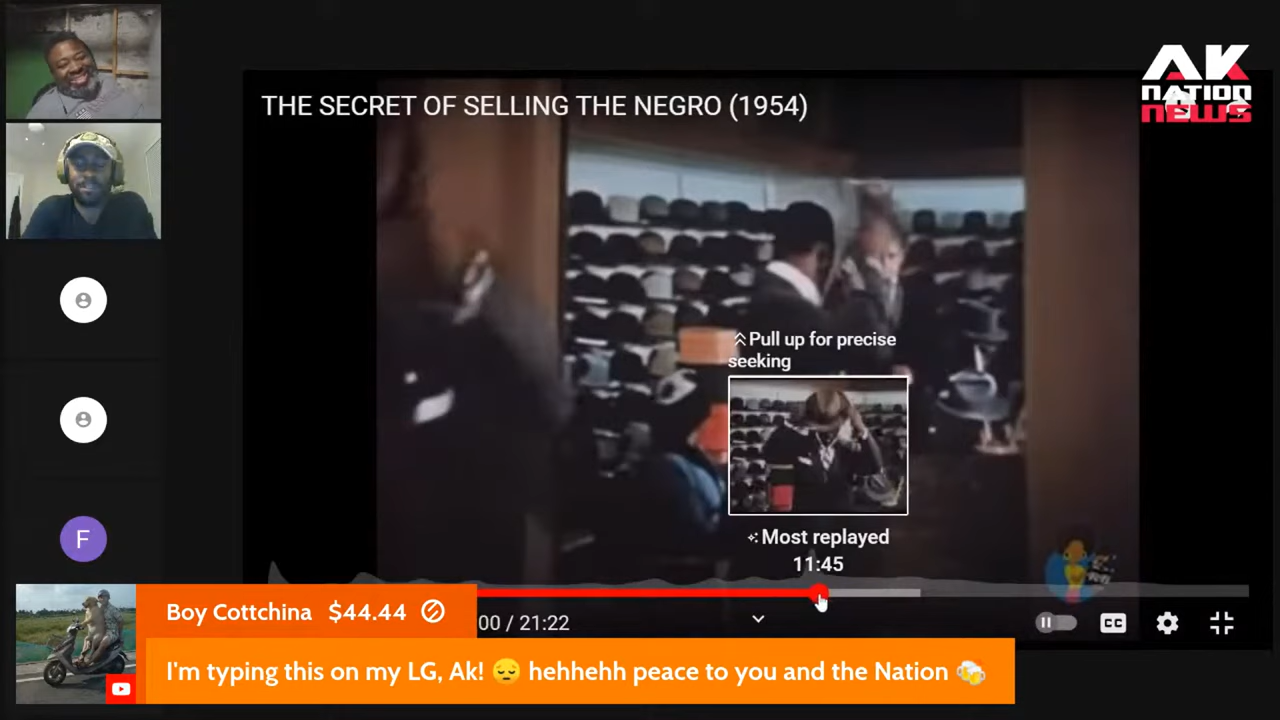 THE SECRET OF SELLING THE NEGRO (1954)
AK
NATION
NEWS
Pull up for precise
seeking
Most replayed
11:45
F
Boy Cottchina $44.44
00 / 21:22
CC
I'm typing this on my LG, Ak! 😔 hehhehh peace to you and the Nation 🍻